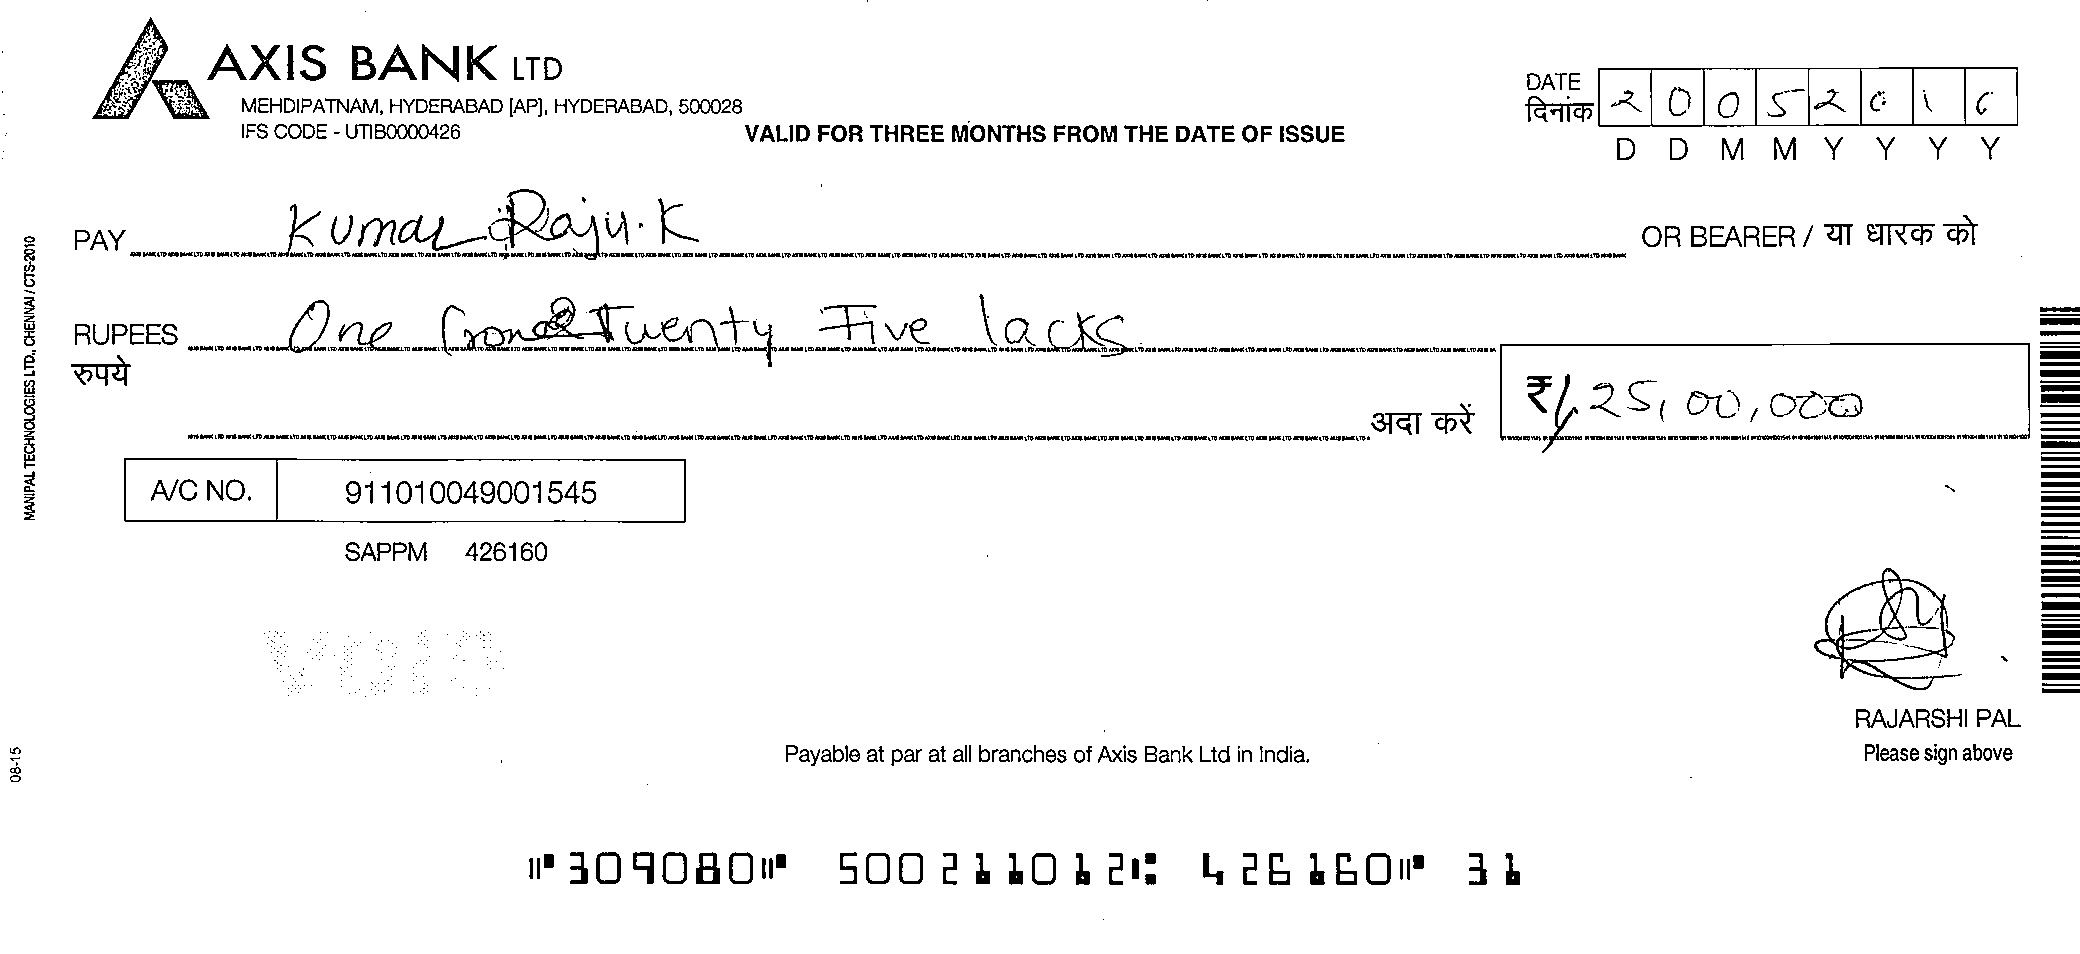 AXIS BANK LTD
MEHDIPATNAM, HYDERABAD [AP], HYDERABAD, 500028
IFS CODE - UTIB0000426
VALID FOR THREE MONTHS FROM THE DATE OF ISSUE
DATE
दिनांक 2 0 0 5 2 0 1 6
D D M M Y Y Y Y
PAY Kumar Raju.K OR BEARER / या धारक को
RUPEES One Twenty Five lacks
रुपये
अदा करें ₹ 1,25,00,000
A/C NO. 911010049001545
SAPPM 426160
VOID
RAJARSHI PAL
Please sign above
Payable at par at all branches of Axis Bank Ltd in India.
⑈309080⑈ 500211012⑆ 426160⑈ 31
MANIPAL TECHNOLOGIES LTD., CHENNAI / CTS-2010
08-15